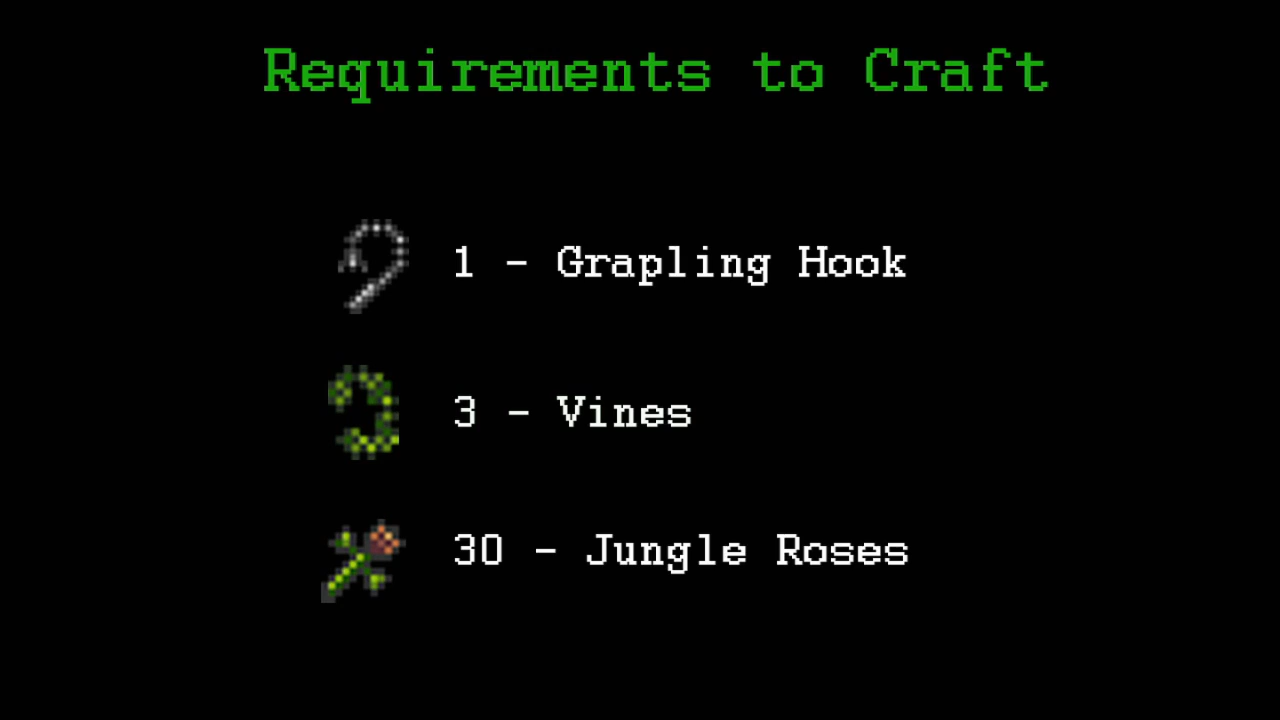 Requirements to Craft
1 - Grapling Hook
3 - Vines
30 - Jungle Roses